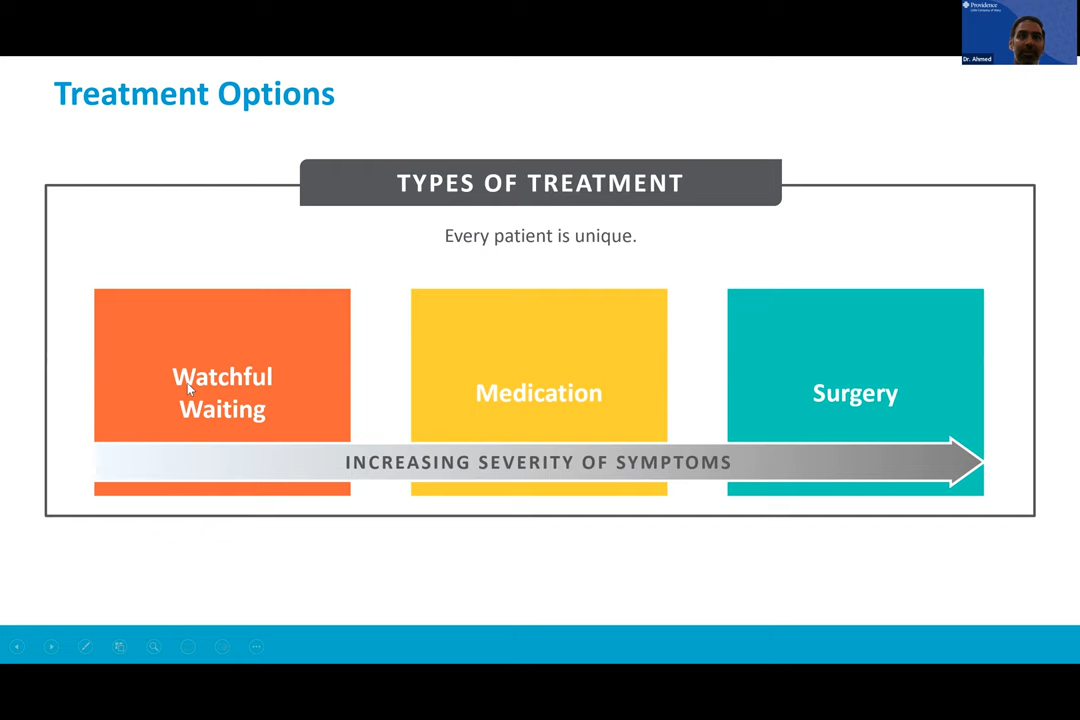 Providence
Dr. Ahmed
Treatment Options
TYPES OF TREATMENT
Every patient is unique.
Watchful
Waiting
Medication
Surgery
INCREASING SEVERITY OF SYMPTOMS